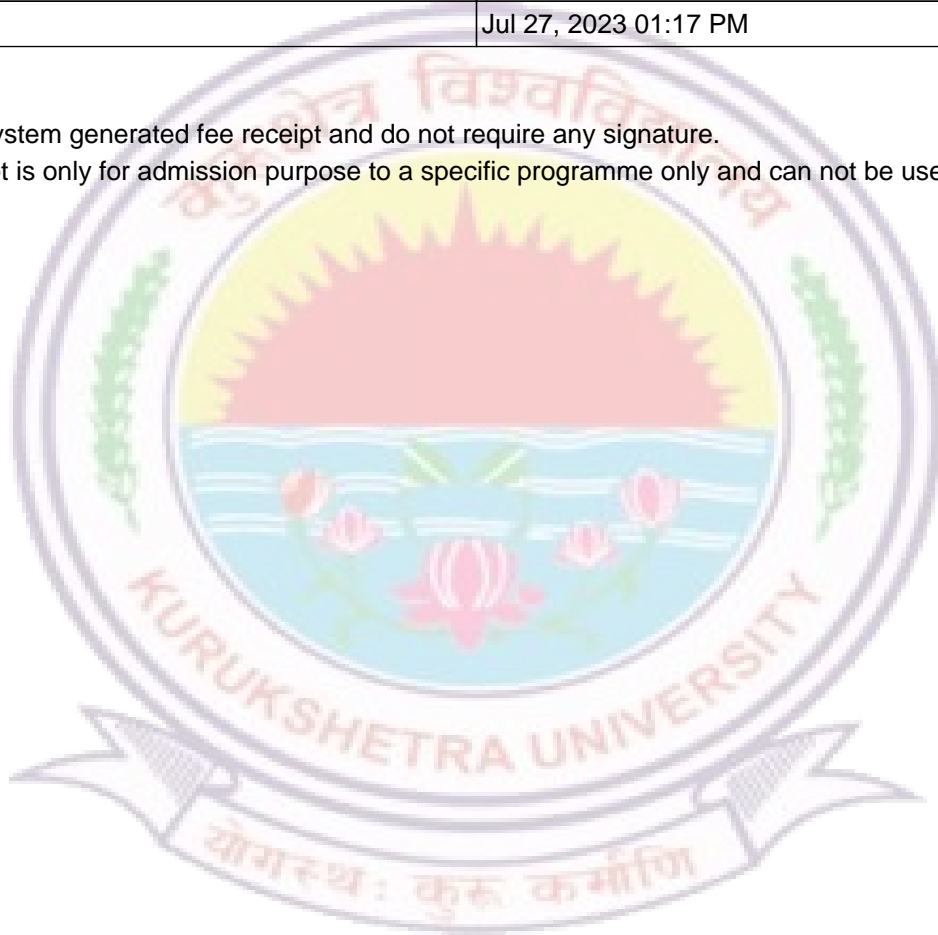 Jul 27, 2023 01:17 PM
ystem generated fee receipt and do not require any signature.
t is only for admission purpose to a specific programme only and can not be use
कुरुक्षेत्र विश्वविद्यालय
KURUKSHETRA UNIVERSITY
योगस्थ: कुरू कर्माणि